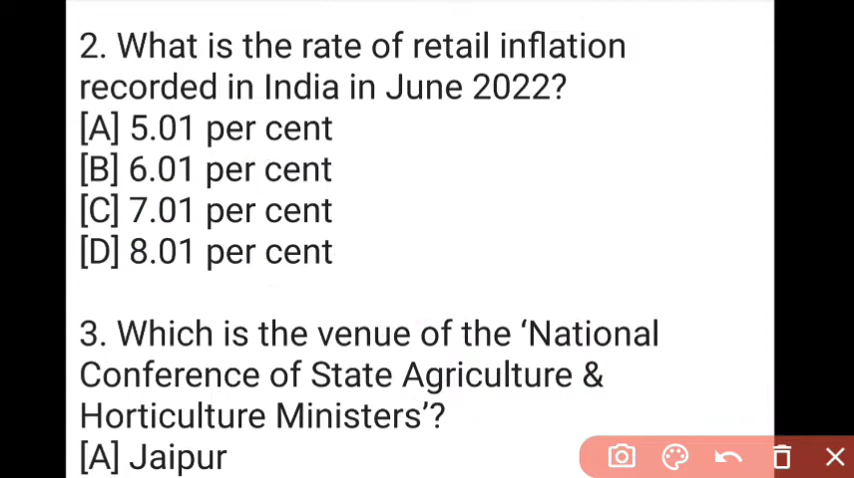 2. What is the rate of retail inflation
recorded in India in June 2022?
[A] 5.01 per cent
[B] 6.01 per cent
[C] 7.01 per cent
[D] 8.01 per cent
3. Which is the venue of the ‘National
Conference of State Agriculture &
Horticulture Ministers’?
[A] Jaipur